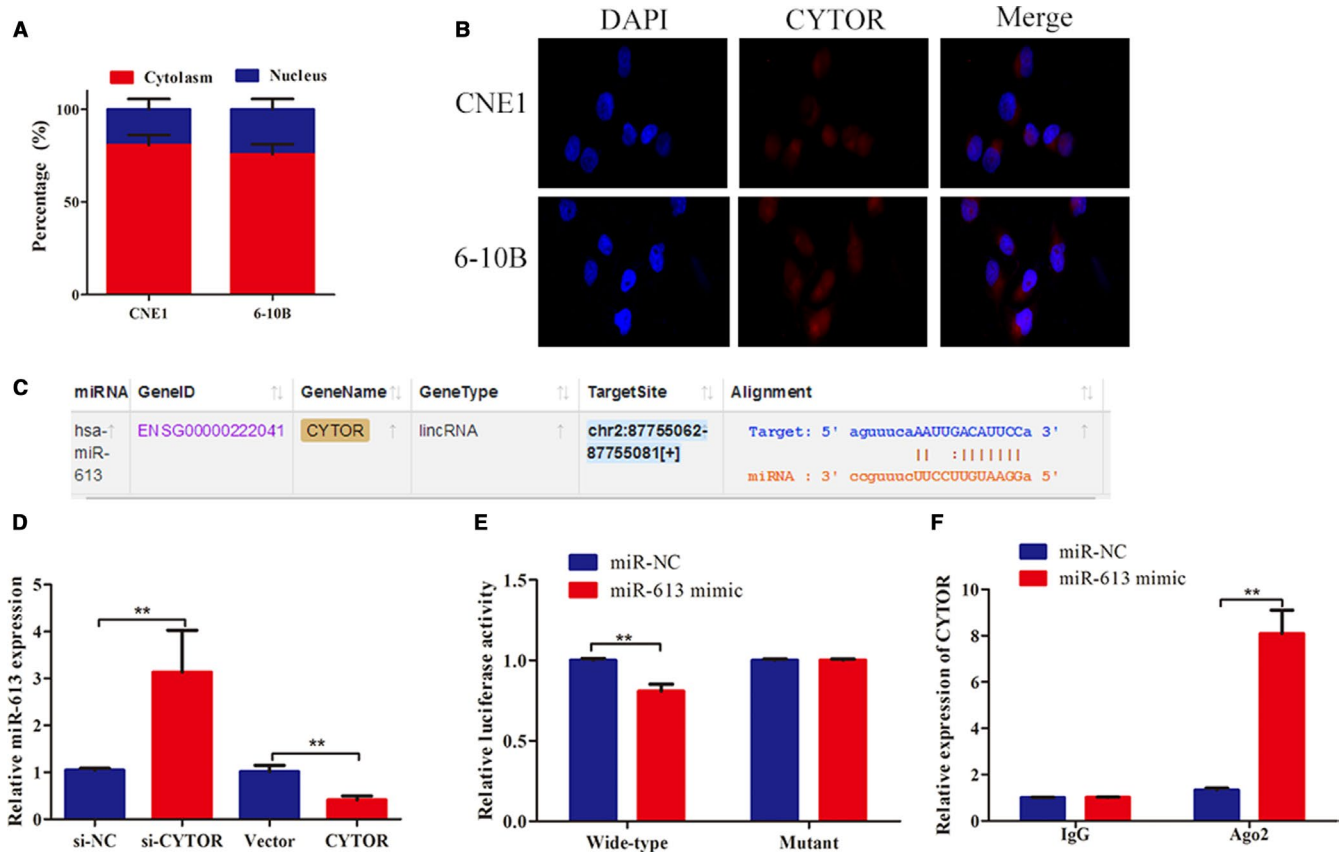 A
Cytolasm Nucleus
Percentage (%)
100
50
0
CNE1 6-10B
B
DAPI CYTOR Merge
CNE1
6-10B
C
miRNA GeneID GeneName GeneType TargetSite Alignment
hsa-miR-613 ENSG00000222041 CYTOR lincRNA chr2:87755062-87755081[+]
Target: 5' aguuucaAAUUGACAUUCCa 3'
|| :|||||||
miRNA : 3' ccguuucUUCCUUGUAAGGa 5'
D
Relative miR-613 expression
5
4
3
2
1
0
** **
si-NC si-CYTOR Vector CYTOR
E
miR-NC
miR-613 mimic
Relative luciferase activity
1.5
1.0
0.5
0.0
**
Wide-type Mutant
F
miR-NC
miR-613 mimic
Relative expression of CYTOR
10
8
6
4
2
0
**
IgG Ago2